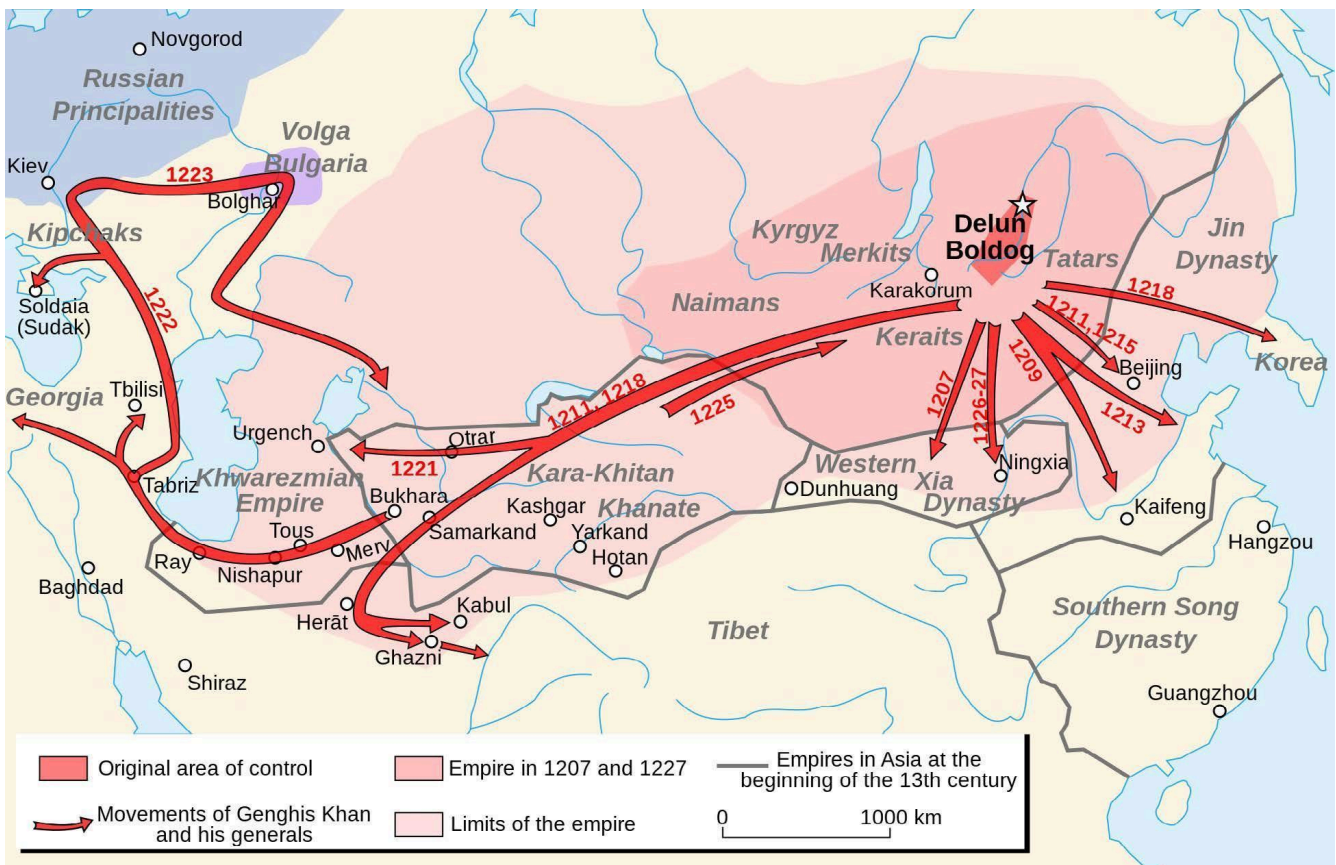 Novgorod
Russian
Principalities
Volga
Bulgaria
Kiev
1223
Bolghar
Kipchaks
Soldaia
(Sudak)
1222
Georgia
Tbilisi
Tabriz
Urgench
Khwarezmian
Empire
Otrar
1221
Bukhara
Samarkand
Tous
Merv
Ray
Nishapur
Baghdad
Herāt
Kabul
Ghazni
Shiraz
Kara-Khitan
Khanate
Kashgar
Yarkand
Hotan
1211, 1218
1225
Kyrgyz
Merkits
Naimans
Karakorum
Keraits
Delun
Boldog
Tatars
Jin
Dynasty
1218
1211,1215
1209
1207
1226-27
1213
Beijing
Korea
Western
Xia
Dynasty
Dunhuang
Ningxia
Kaifeng
Hangzou
Tibet
Southern Song
Dynasty
Guangzhou
Original area of control
Empire in 1207 and 1227
Empires in Asia at the
beginning of the 13th century
Movements of Genghis Khan
and his generals
Limits of the empire
0
1000 km